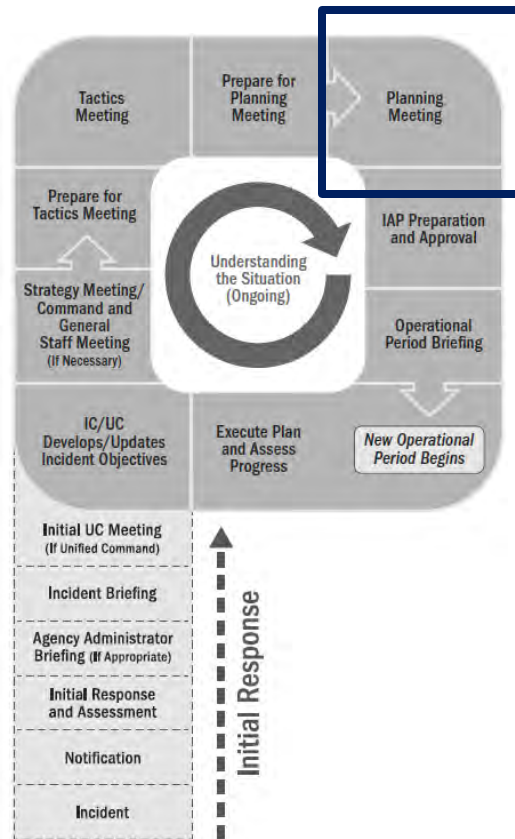 Tactics
Meeting
Prepare for
Planning
Meeting
Planning
Meeting
Prepare for
Tactics Meeting
IAP Preparation
and Approval
Understanding
the Situation
(Ongoing)
Strategy Meeting/
Command and
General
Staff Meeting
(If Necessary)
Operational
Period Briefing
IC/UC
Develops/Updates
Incident Objectives
Execute Plan
and Assess
Progress
New Operational
Period Begins
Initial UC Meeting
(If Unified Command)
Incident Briefing
Agency Administrator
Briefing (If Appropriate)
Initial Response
and Assessment
Notification
Incident
Initial Response